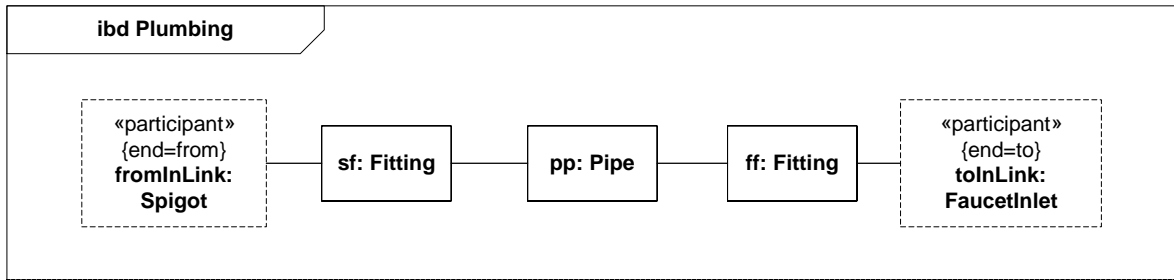 ibd Plumbing
«participant»
{end=from}
fromInLink:
Spigot
sf: Fitting
pp: Pipe
ff: Fitting
«participant»
{end=to}
toInLink:
FaucetInlet